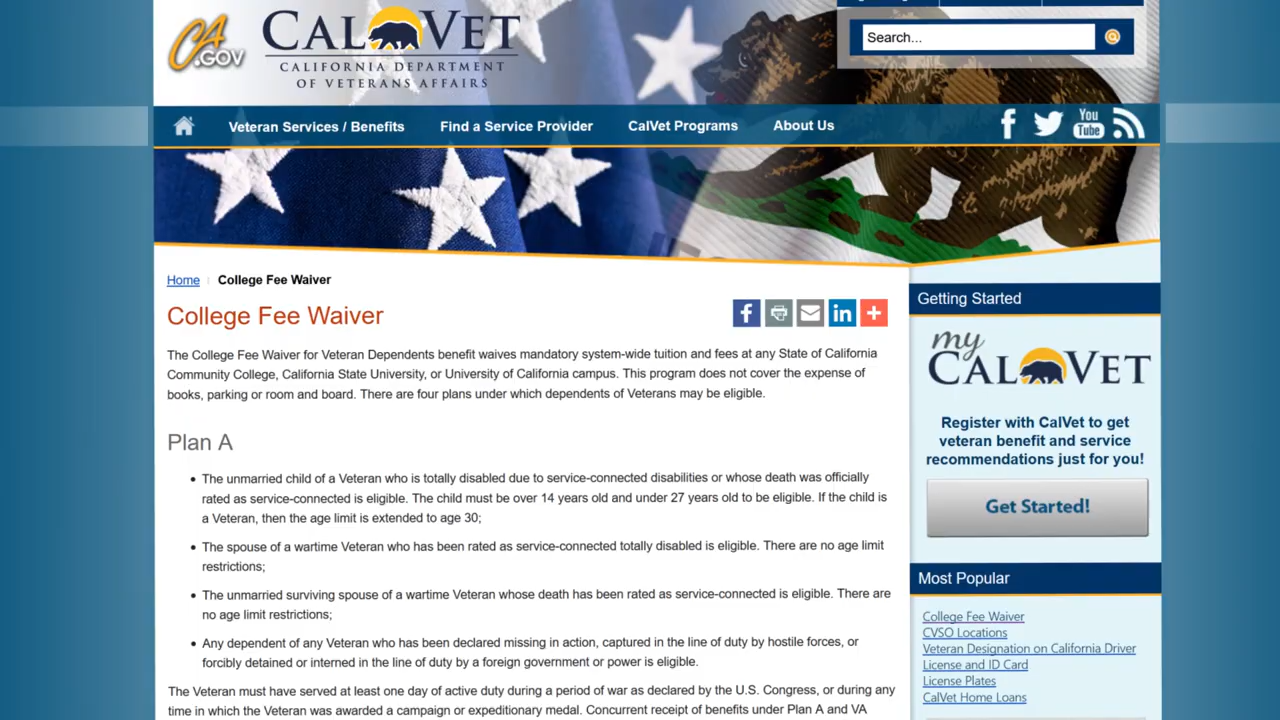 CA
.GOV
CAL VET
CALIFORNIA DEPARTMENT
OF VETERANS AFFAIRS
Search...
Veteran Services / Benefits
Find a Service Provider
CalVet Programs
About Us
You
Tube
Home
College Fee Waiver
College Fee Waiver
The College Fee Waiver for Veteran Dependents benefit waives mandatory system-wide tuition and fees at any State of California
Community College, California State University, or University of California campus. This program does not cover the expense of
books, parking or room and board. There are four plans under which dependents of Veterans may be eligible.
Plan A
• The unmarried child of a Veteran who is totally disabled due to service-connected disabilities or whose death was officially
rated as service-connected is eligible. The child must be over 14 years old and under 27 years old to be eligible. If the child is
a Veteran, then the age limit is extended to age 30;
• The spouse of a wartime Veteran who has been rated as service-connected totally disabled is eligible. There are no age limit
restrictions;
• The unmarried surviving spouse of a wartime Veteran whose death has been rated as service-connected is eligible. There are
no age limit restrictions;
• Any dependent of any Veteran who has been declared missing in action, captured in the line of duty by hostile forces, or
forcibly detained or interned in the line of duty by a foreign government or power is eligible.
The Veteran must have served at least one day of active duty during a period of war as declared by the U.S. Congress, or during any
time in which the Veteran was awarded a campaign or expeditionary medal. Concurrent receipt of benefits under Plan A and VA
Getting Started
my
CAL VET
Register with CalVet to get
veteran benefit and service
recommendations just for you!
Get Started!
Most Popular
College Fee Waiver
CVSO Locations
Veteran Designation on California Driver
License and ID Card
License Plates
CalVet Home Loans